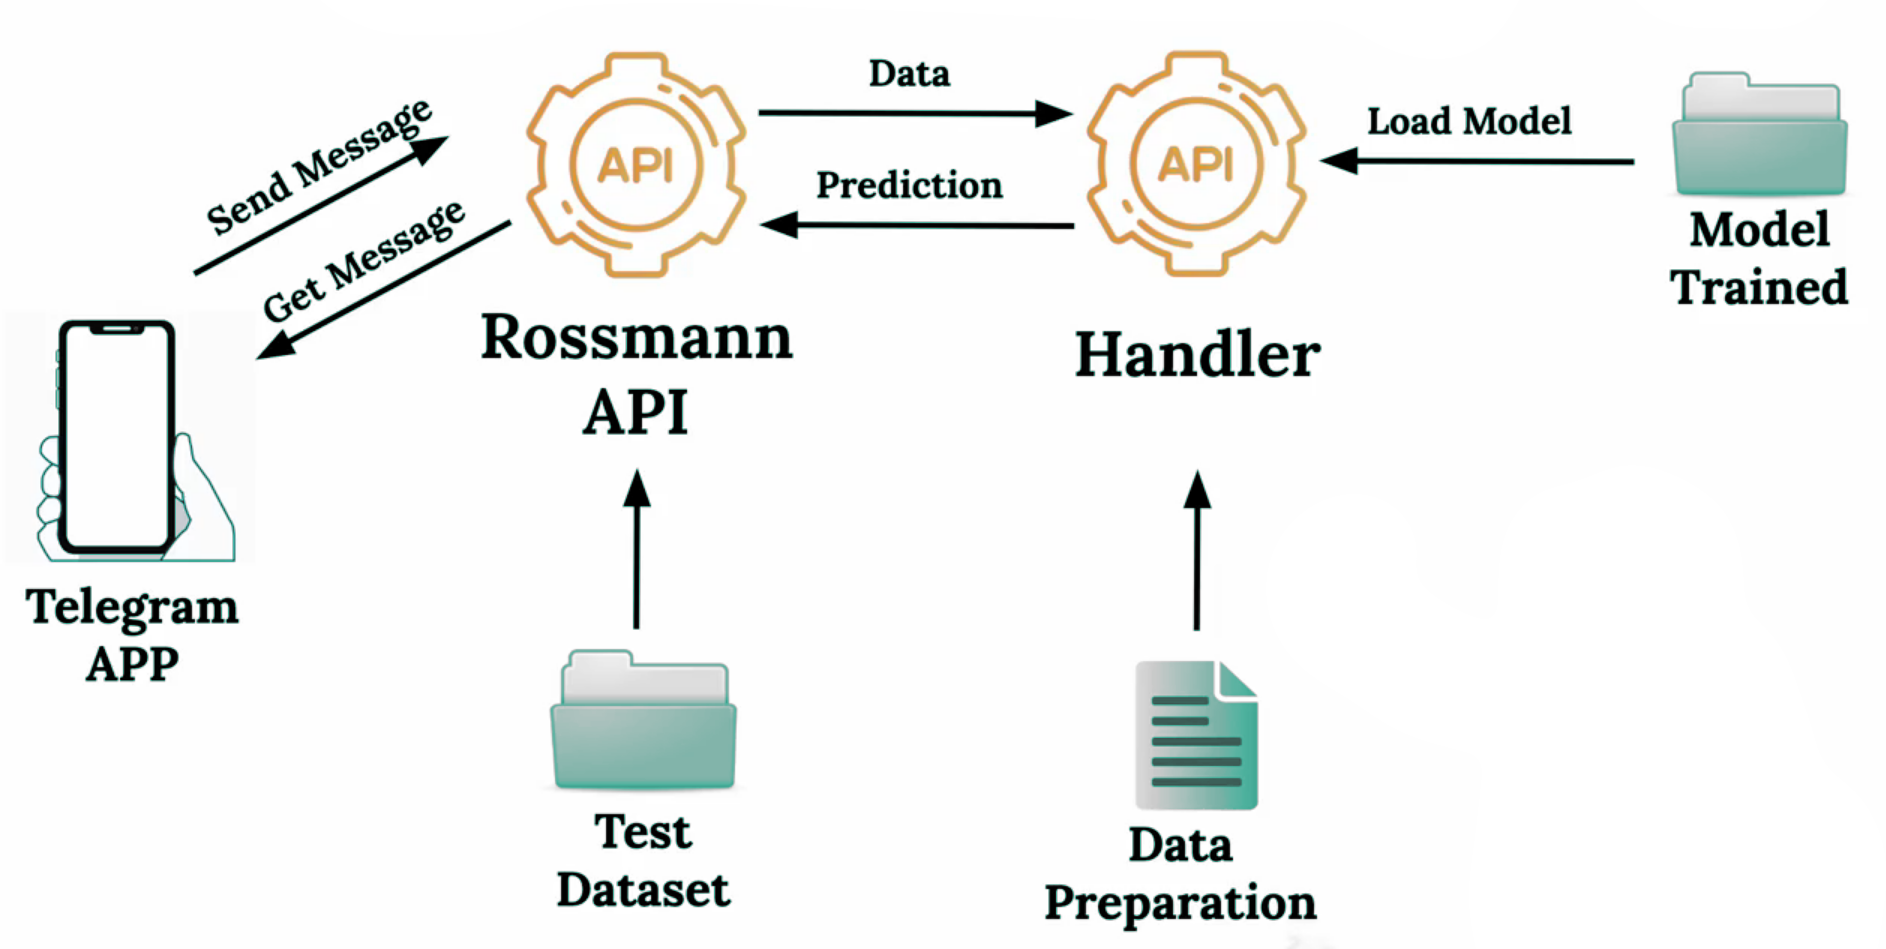 Send Message
Get Message
Telegram
APP
API
Rossmann
API
Data
Prediction
API
Handler
Load Model
Model
Trained
Test
Dataset
Data
Preparation